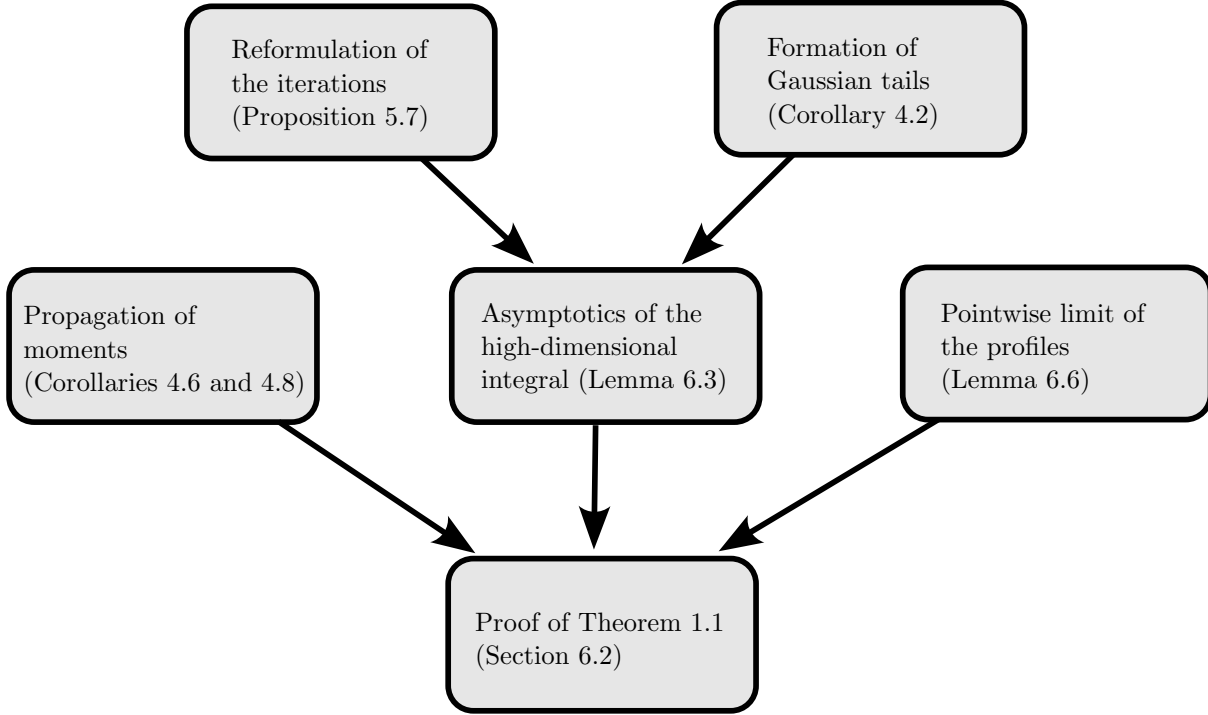 Reformulation of
the iterations
(Proposition 5.7)
Formation of
Gaussian tails
(Corollary 4.2)
Propagation of
moments
(Corollaries 4.6 and 4.8)
Asymptotics of the
high-dimensional
integral (Lemma 6.3)
Pointwise limit of
the profiles
(Lemma 6.6)
Proof of Theorem 1.1
(Section 6.2)